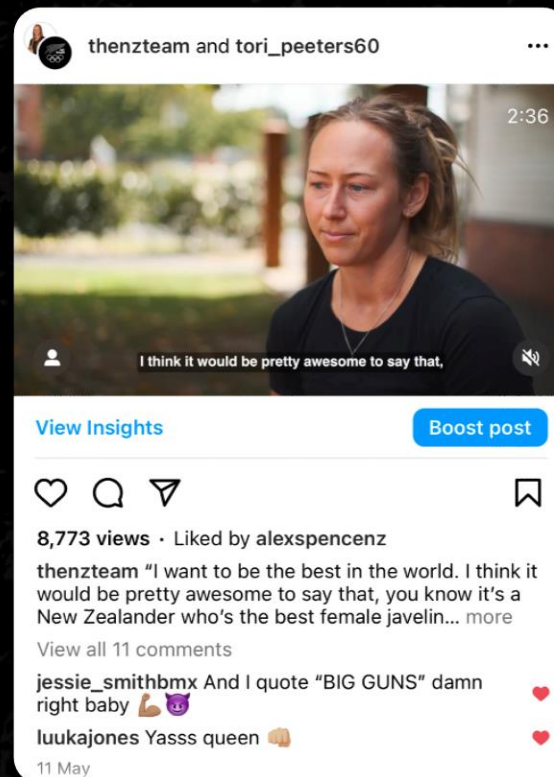 thenzteam and tori_peeters60
2:36
I think it would be pretty awesome to say that,
View Insights
Boost post
8,773 views · Liked by alexspencenz
thenzteam “I want to be the best in the world. I think it
would be pretty awesome to say that, you know it’s a
New Zealander who’s the best female javelin... more
View all 11 comments
jessie_smithbmx And I quote “BIG GUNS” damn
right baby 💪🏽😈
luukajones Yasss queen 👊🏼
11 May